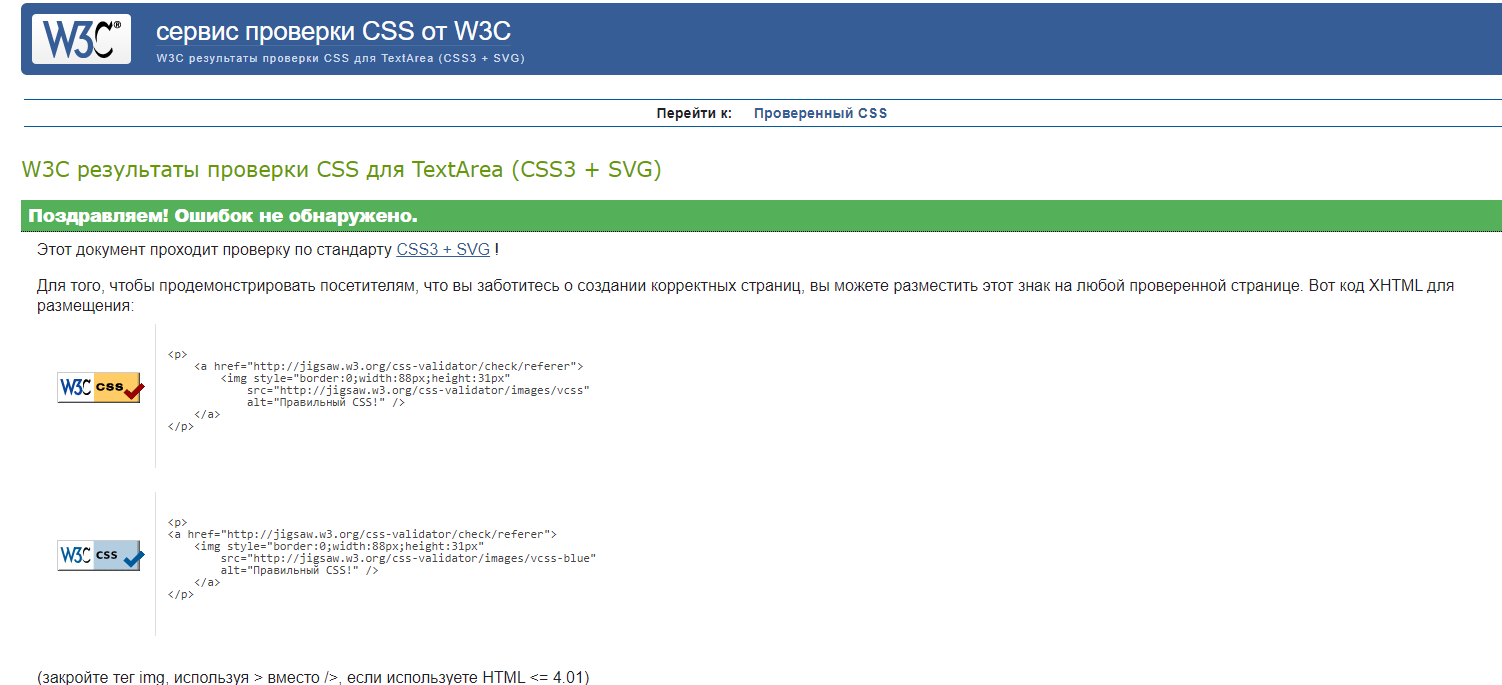 W3C® сервис проверки CSS от W3C
W3C результаты проверки CSS для TextArea (CSS3 + SVG)
Перейти к: Проверенный CSS
W3C результаты проверки CSS для TextArea (CSS3 + SVG)
Поздравляем! Ошибок не обнаружено.
Этот документ проходит проверку по стандарту CSS3 + SVG !
Для того, чтобы продемонстрировать посетителям, что вы заботитесь о создании корректных страниц, вы можете разместить этот знак на любой проверенной странице. Вот код XHTML для
размещения:
W3C css
<p>
<a href="http://jigsaw.w3.org/css-validator/check/referer">
<img style="border:0;width:88px;height:31px"
src="http://jigsaw.w3.org/css-validator/images/vcss"
alt="Правильный CSS!" />
</a>
</p>
W3C css
<p>
<a href="http://jigsaw.w3.org/css-validator/check/referer">
<img style="border:0;width:88px;height:31px"
src="http://jigsaw.w3.org/css-validator/images/vcss-blue"
alt="Правильный CSS!" />
</a>
</p>
(закройте тег img, используя > вместо />, если используете HTML <= 4.01)